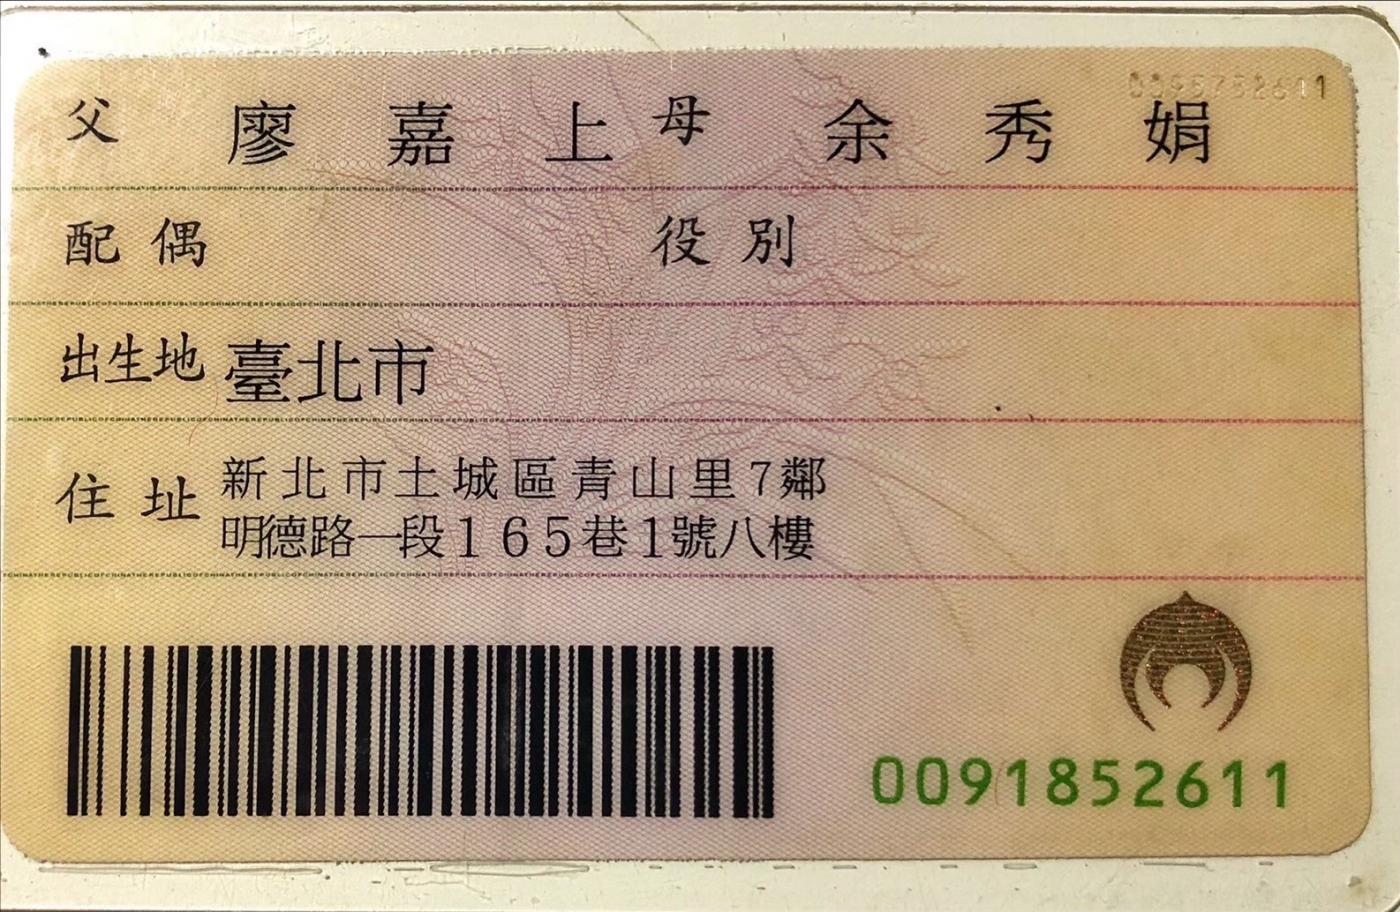 父 廖嘉上 母 余秀娟
配偶 役別
出生地 臺北市
住址 新北市土城區青山里7鄰
明德路一段165巷1號八樓
0091852611